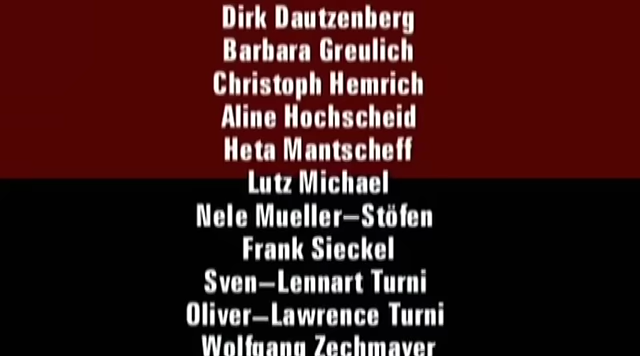 Dirk Dautzenberg
Barbara Greulich
Christoph Hemrich
Aline Hochscheid
Heta Mantscheff
Lutz Michael
Nele Mueller–Stöfen
Frank Sieckel
Sven–Lennart Turni
Oliver–Lawrence Turni
Wolfgang Zechmayer